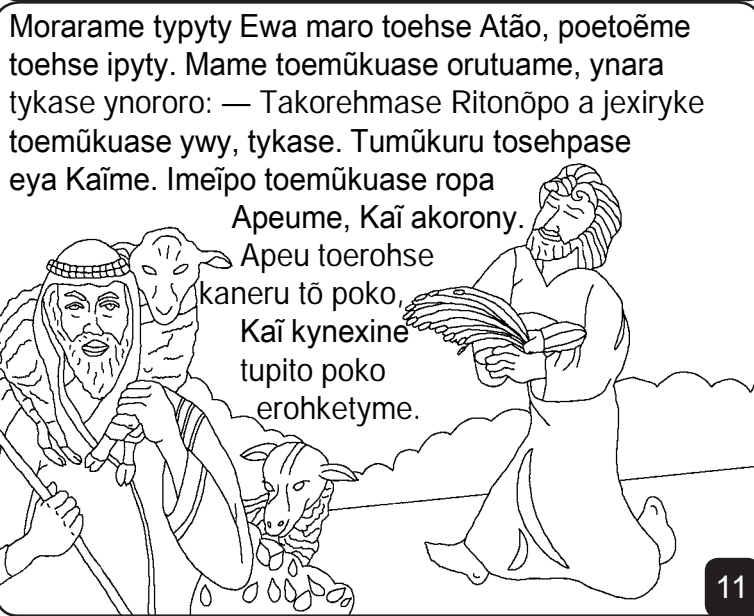 Morarame typyty Ewa maro toehse Atão, poetoẽme
toehse ipyty. Mame toemũkuase orutuame, ynara
tykase ynororo: — Takorehmase Ritonõpo a jexiryke
toemũkuase ywy, tykase. Tumũkuru tosehpase
eya Kaĩme. Imeĩpo toemũkuase ropa
Apeume, Kaĩ akorony.
Apeu toerohse
kaneru tõ poko,
Kaĩ kynexine
tupito poko
erohketyme.
11